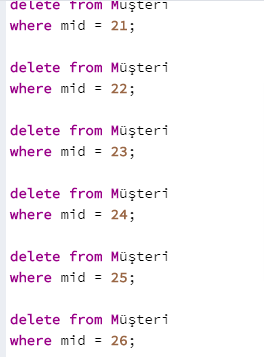 delete from Müşteri
where mid = 21;
delete from Müşteri
where mid = 22;
delete from Müşteri
where mid = 23;
delete from Müşteri
where mid = 24;
delete from Müşteri
where mid = 25;
delete from Müşteri
where mid = 26;